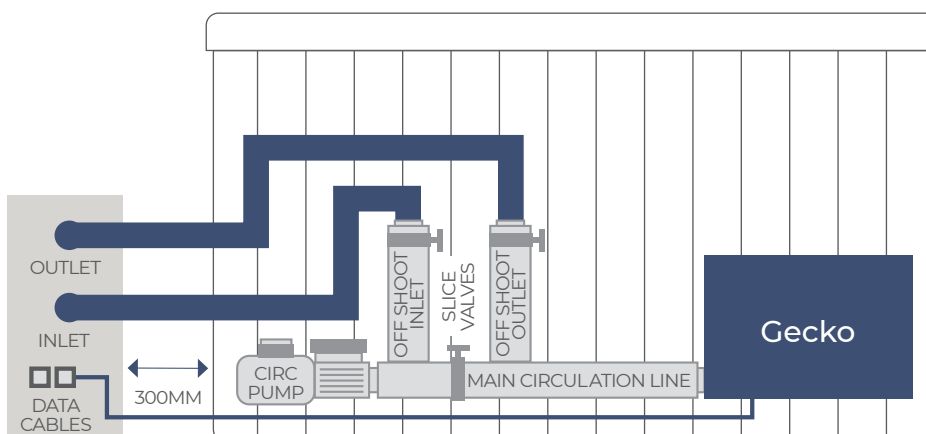 OUTLET
INLET
DATA
CABLES
300MM
CIRC
PUMP
OFF SHOOT
INLET
SLICE
VALVES
OFF SHOOT
OUTLET
MAIN CIRCULATION LINE
Gecko